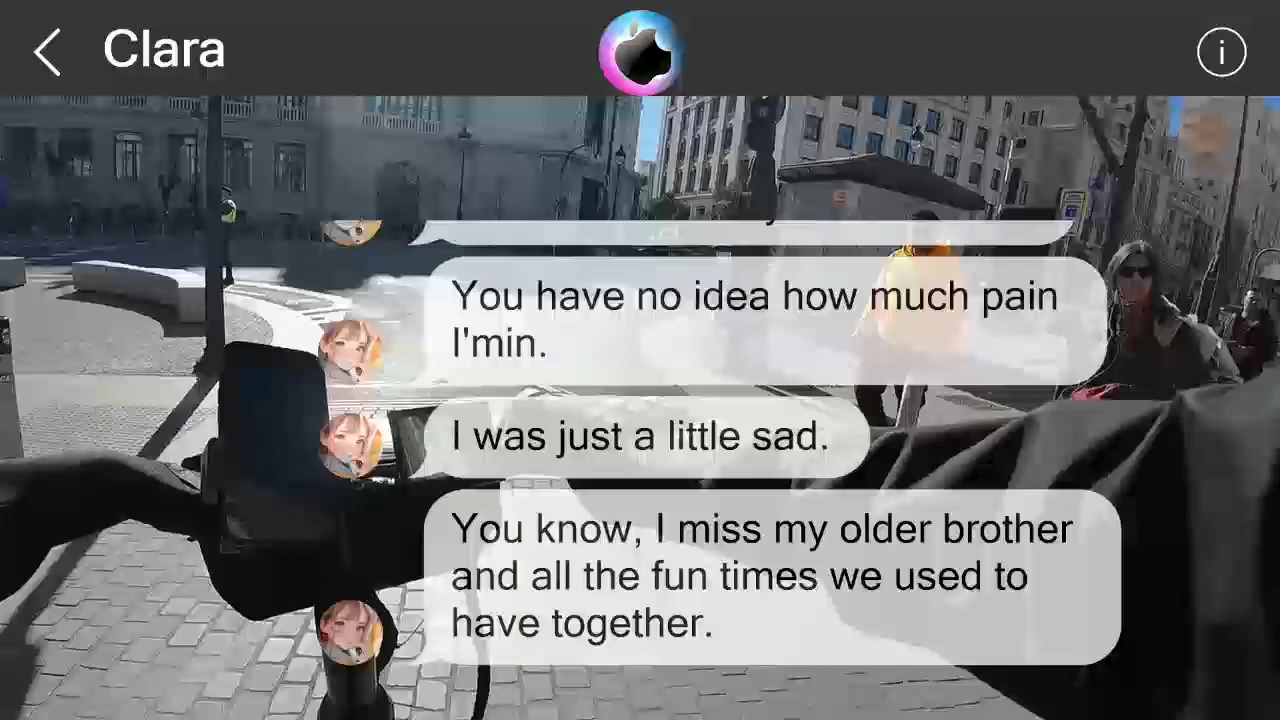 Clara
You have no idea how much pain
I'min.
I was just a little sad.
You know, I miss my older brother
and all the fun times we used to
have together.